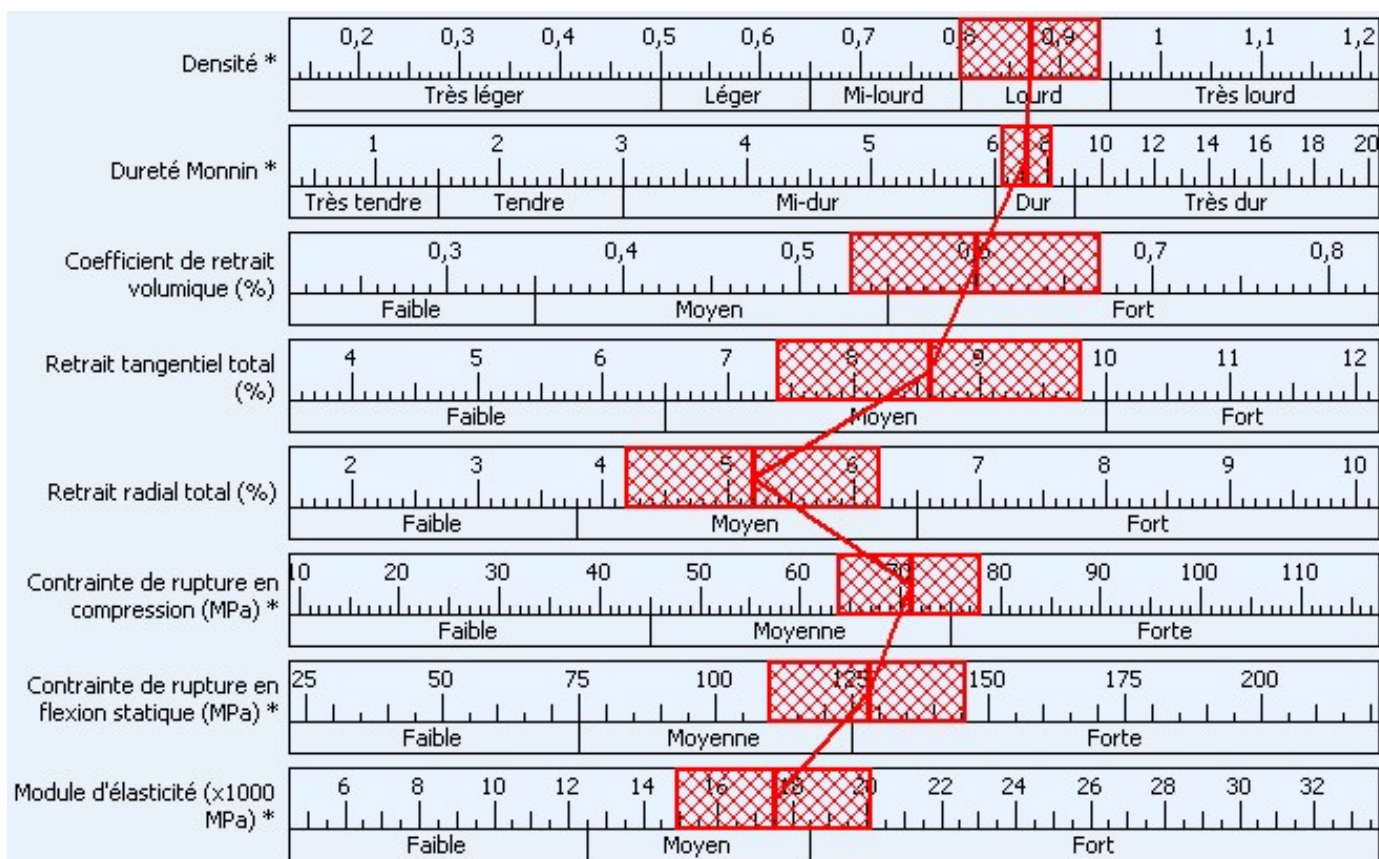 0,2 0,3 0,4 0,5 0,6 0,7 0,8 0,9 1 1,1 1,2
Densité *
Très léger Léger Mi-lourd Lourd Très lourd
1 2 3 4 5 6 8 10 12 14 16 18 20
Dureté Monnin *
Très tendre Tendre Mi-dur Dur Très dur
0,3 0,4 0,5 0,6 0,7 0,8
Coefficient de retrait
volumique (%)
Faible Moyen Fort
4 5 6 7 8 9 10 11 12
Retrait tangentiel total
(%)
Faible Moyen Fort
2 3 4 5 6 7 8 9 10
Retrait radial total (%)
Faible Moyen Fort
10 20 30 40 50 60 70 80 90 100 110
Contrainte de rupture en
compression (MPa) *
Faible Moyenne Forte
25 50 75 100 125 150 175 200
Contrainte de rupture en
flexion statique (MPa) *
Faible Moyenne Forte
6 8 10 12 14 16 18 20 22 24 26 28 30 32
Module d'élasticité (x1000
MPa) *
Faible Moyen Fort